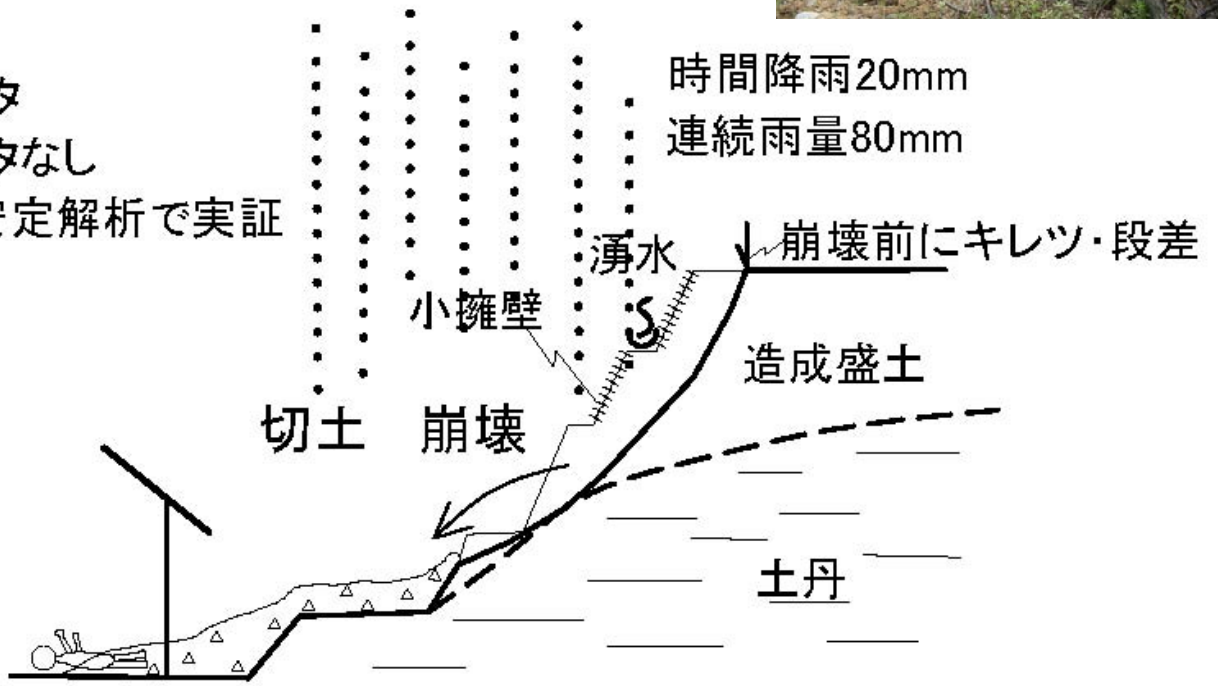 タ
タなし
定解析で実証
時間降雨20mm
連続雨量80mm
湧水
崩壊前にキレツ・段差
小擁壁
造成盛土
切土 崩壊
土丹